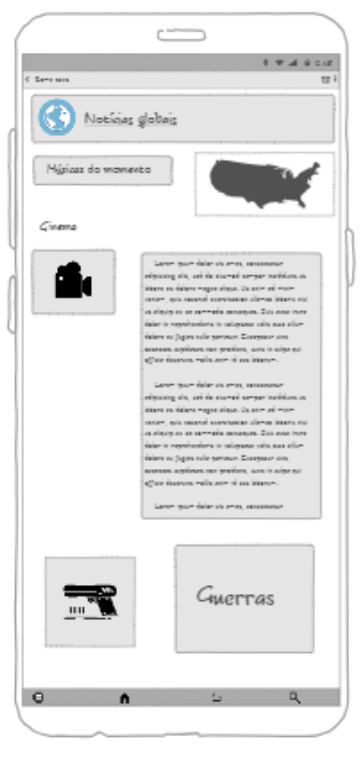 Notícias globais
Músicas do momento
Cinema
Lorem ipsum dolor sit amet, consectetur
adipiscing elit, sed do eiusmod tempor incididunt ut
labore et dolore magna aliqua. Ut enim ad minim
veniam, quis nostrud exercitation ullamco laboris nisi
ut aliquip ex ea commodo consequat. Duis aute irure
dolor in reprehenderit in voluptate velit esse cillum
dolore eu fugiat nulla pariatur. Excepteur sint
occaecat cupidatat non proident, sunt in culpa qui
officia deserunt mollit anim id est laborum.
Lorem ipsum dolor sit amet, consectetur
adipiscing elit, sed do eiusmod tempor incididunt ut
labore et dolore magna aliqua. Ut enim ad minim
veniam, quis nostrud exercitation ullamco laboris nisi
ut aliquip ex ea commodo consequat. Duis aute irure
dolor in reprehenderit in voluptate velit esse cillum
dolore eu fugiat nulla pariatur. Excepteur sint
occaecat cupidatat non proident, sunt in culpa qui
officia deserunt mollit anim id est laborum.
Lorem ipsum dolor sit amet, consectetur
Guerras